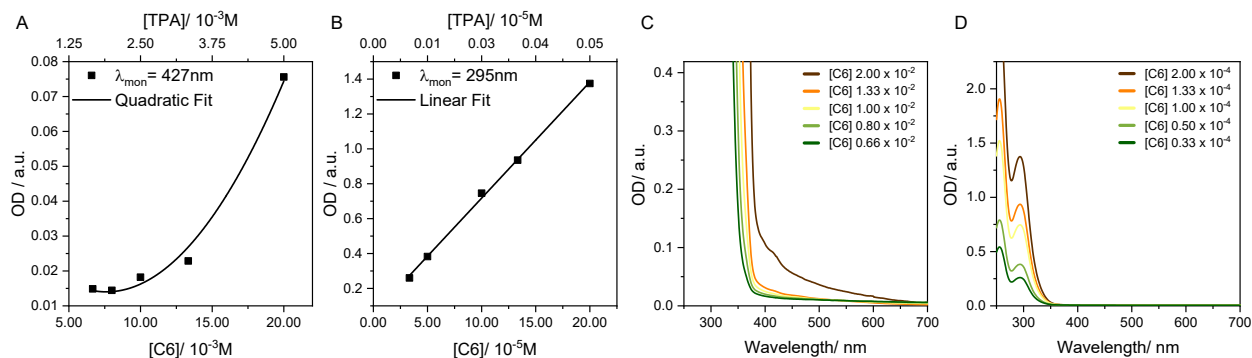 A
[TPA]/ 10⁻³M
1.67 2.50 3.33 5.00
0.08
0.07
0.06
0.05
0.04
0.03
0.02
0.01
OD / a.u.
λmon= 427nm
Quadratic Fit
5.00 10.00 15.00 20.00
[C6]/ 10⁻³M
B
[TPA]/ 10⁻⁵M
0.00 0.01 0.03 0.04 0.05
1.4
1.2
1.0
0.8
0.6
0.4
0.2
0.0
OD / a.u.
λmon= 295nm
Linear Fit
0.00 5.00 10.00 15.00 20.00
[C6]/ 10⁻⁵M
C
0.4
0.3
0.2
0.1
0.0
OD/ a.u.
[C6] 2.00 x 10⁻²
[C6] 1.33 x 10⁻²
[C6] 1.00 x 10⁻²
[C6] 0.80 x 10⁻²
[C6] 0.66 x 10⁻²
300 400 500 600 700
Wavelength/ nm
D
2.0
1.5
1.0
0.5
0.0
OD/ a.u.
[C6] 2.00 x 10⁻⁴
[C6] 1.33 x 10⁻⁴
[C6] 1.00 x 10⁻⁴
[C6] 0.50 x 10⁻⁴
[C6] 0.33 x 10⁻⁴
300 400 500 600 700
Wavelength/ nm